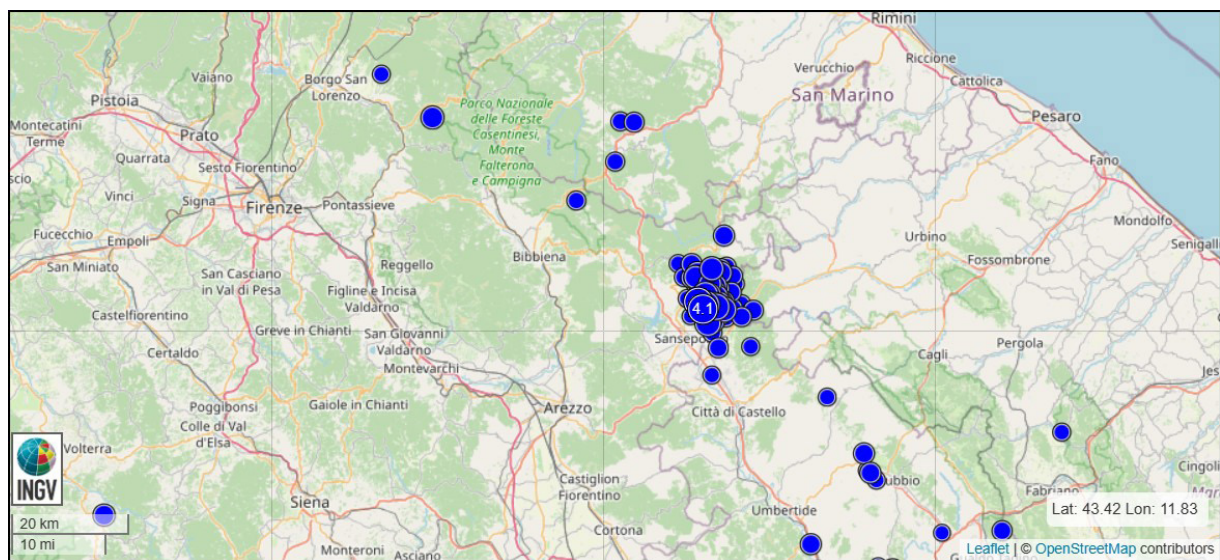 Rimini
Riccione
Cattolica
Verucchio
San Marino
Pesaro
Fano
Mondolfo
Senigalli
Vaiano
Borgo San
Lorenzo
Pistoia
Montecatini
Terme
Prato
Quarrata
Sesto Fiorentino
Parco Nazionale
delle Foreste
Casentinesi,
Monte
Falterona
e Campigna
Vinci
Signa
Firenze
Pontassieve
Fucecchio
Empoli
San Miniato
San Casciano
in Val di Pesa
Reggello
Bibbiena
Urbino
Fossombrone
Figline e Incisa
Valdarno
Castelfiorentino
Greve in Chianti
San Giovanni
Valdarno
Montevarchi
4.1
Sansepo
Pergola
Cagli
Jes
Certaldo
Poggibonsi
Colle di Val
d'Elsa
Gaiole in Chianti
Arezzo
Città di Castello
Volterra
INGV
Siena
Castiglion
Fiorentino
Cortona
Umbertide
ubbio
Fabriano
Cingoli
Lat: 43.42 Lon: 11.83
20 km
10 mi
Monteroni
Asciano
Leaflet | © OpenStreetMap contributors